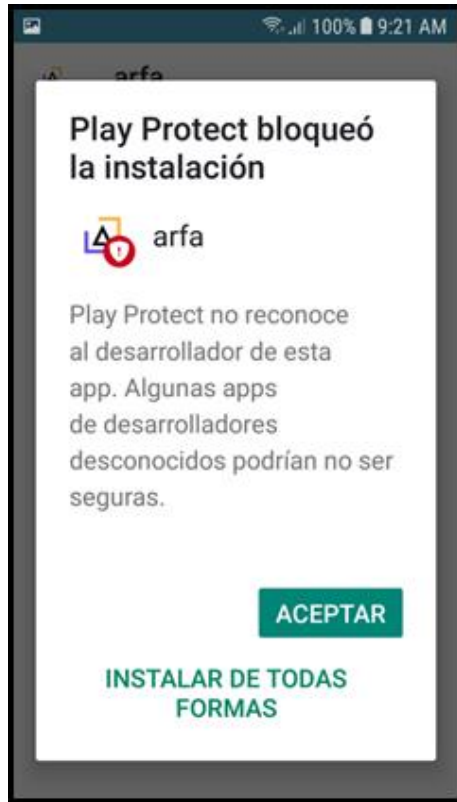 100% 9:21 AM
arfa
Play Protect bloqueó
la instalación
arfa
Play Protect no reconoce
al desarrollador de esta
app. Algunas apps
de desarrolladores
desconocidos podrían no ser
seguras.
ACEPTAR
INSTALAR DE TODAS
FORMAS